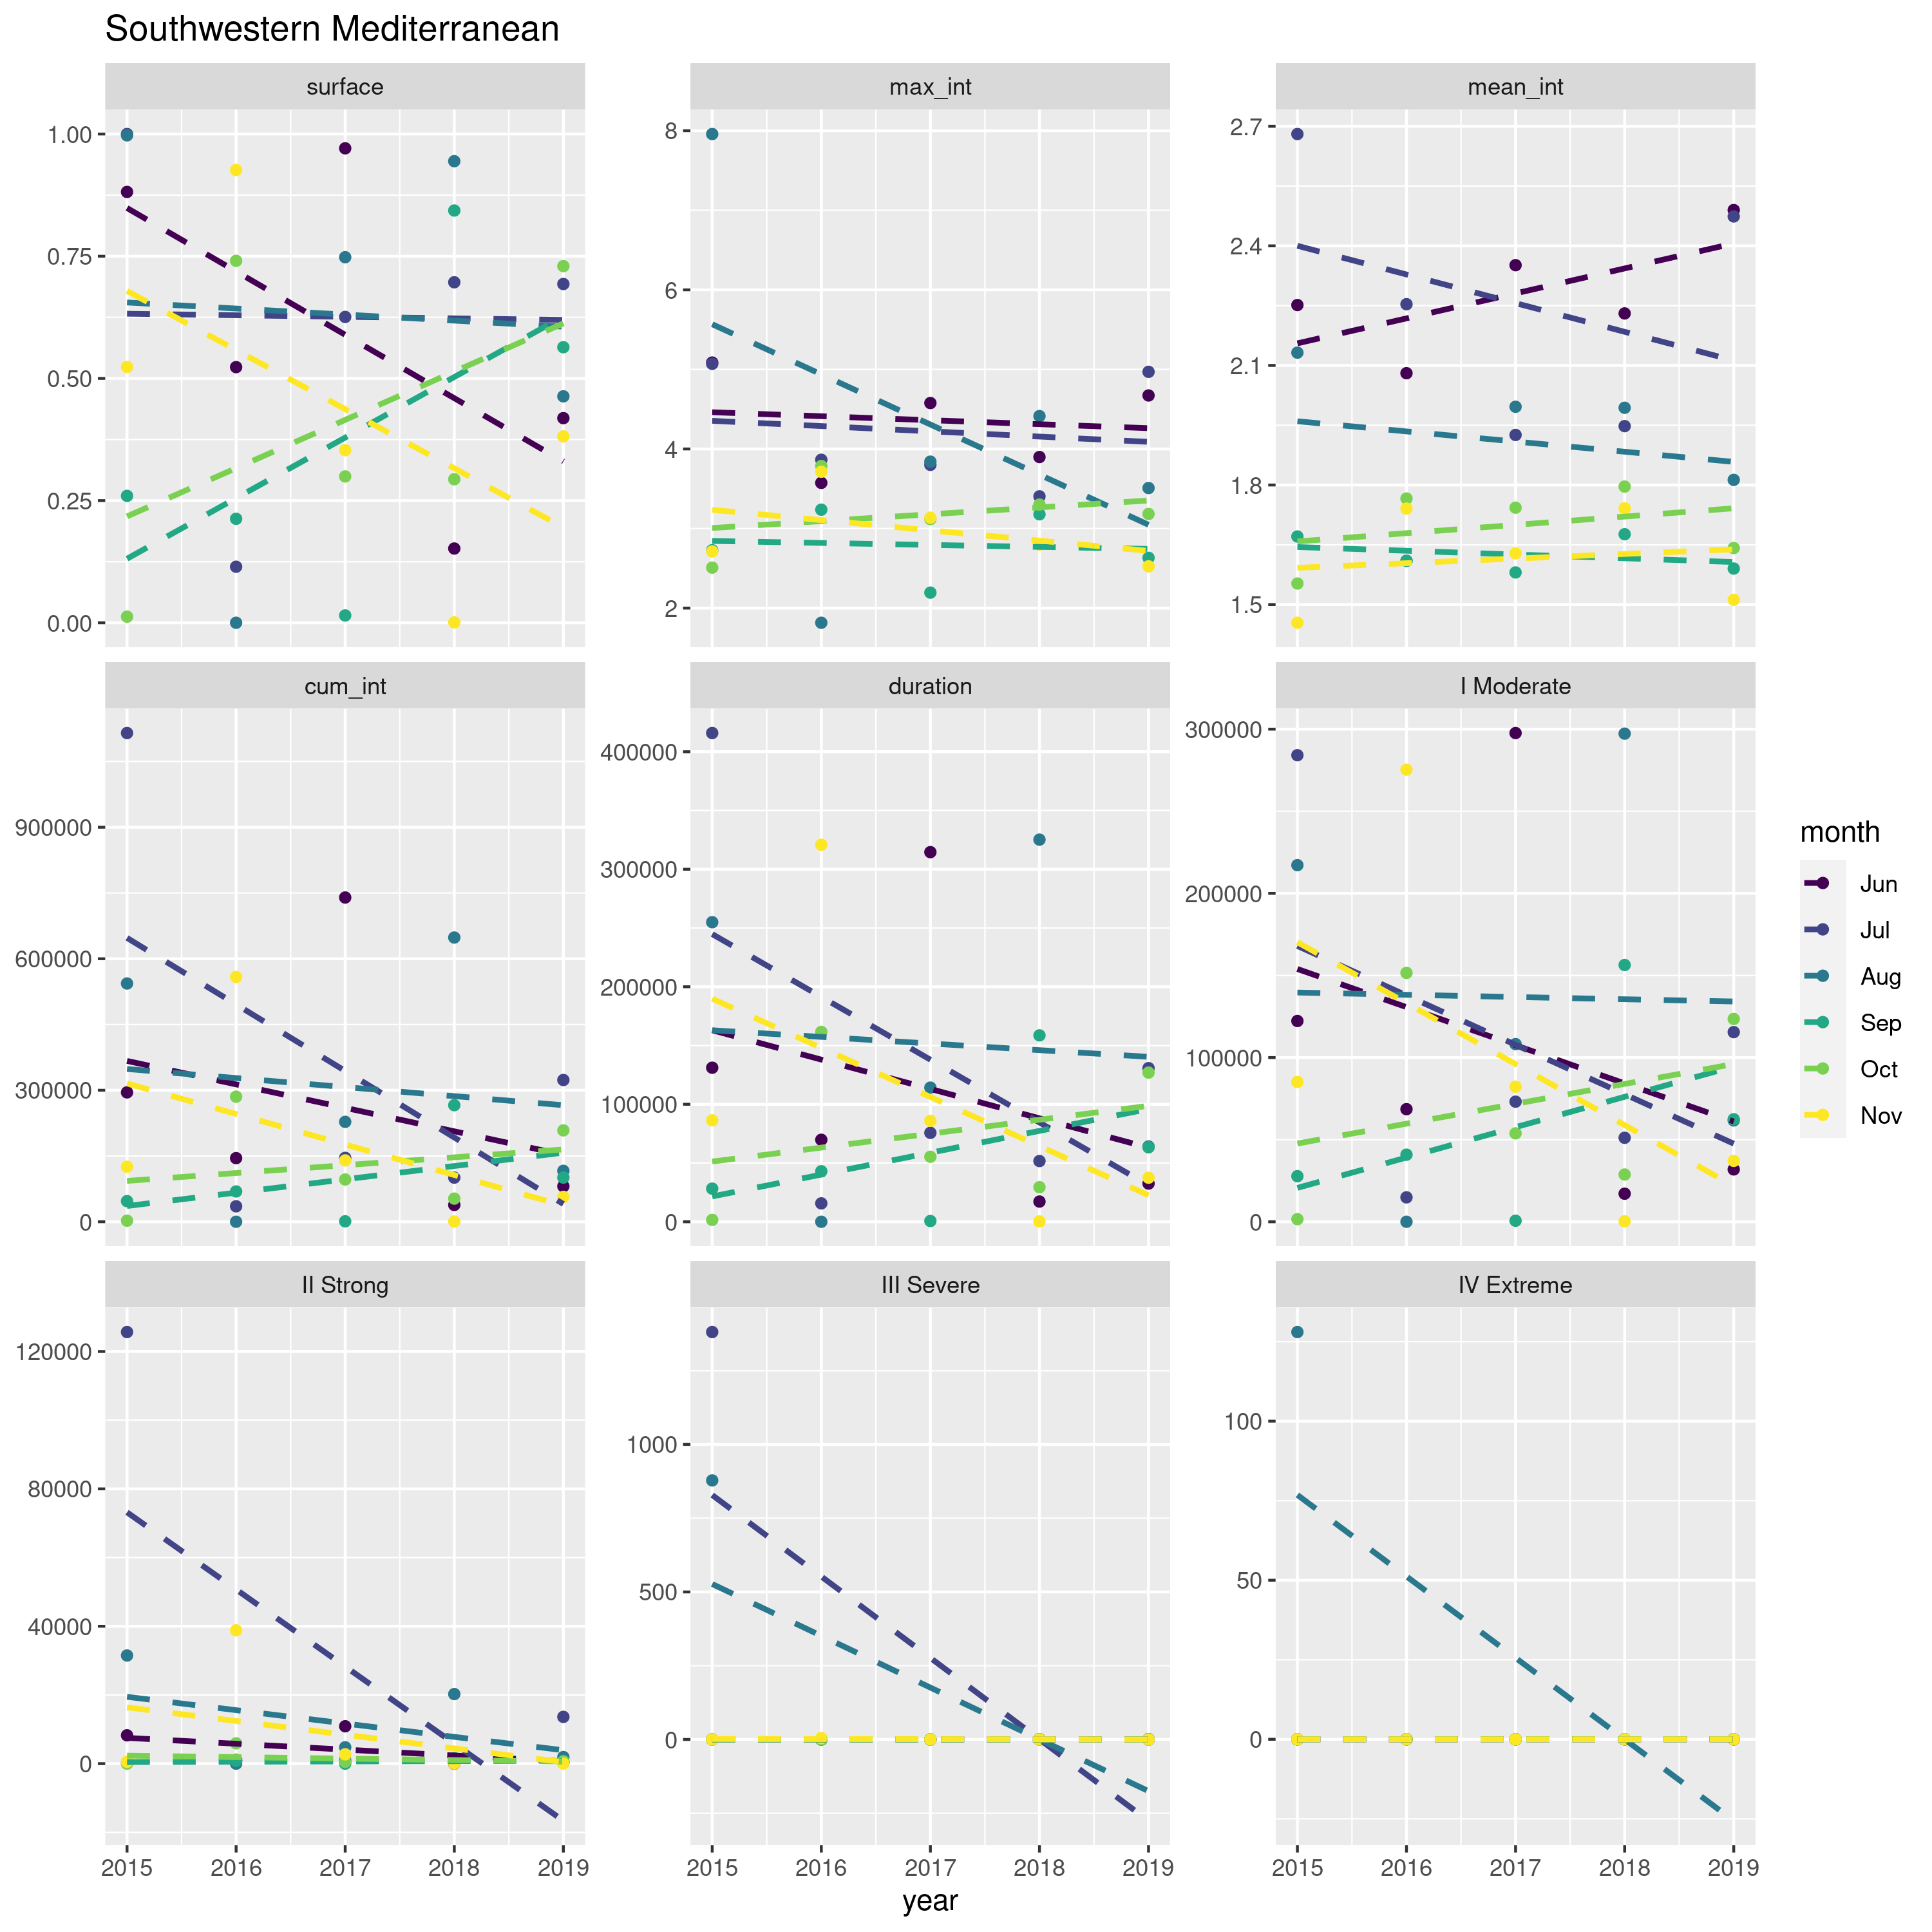 Southwestern Mediterranean
surface
max_int
mean_int
1.00
0.75
0.50
0.25
0.00
8
6
4
2
2.7
2.4
2.1
1.8
1.5
cum_int
duration
I Moderate
900000
600000
300000
0
400000
300000
200000
100000
0
300000
200000
100000
0
II Strong
III Severe
IV Extreme
120000
80000
40000
0
1000
500
0
100
50
0
2015 2016 2017 2018 2019
2015 2016 2017 2018 2019
2015 2016 2017 2018 2019
year
month
Jun
Jul
Aug
Sep
Oct
Nov